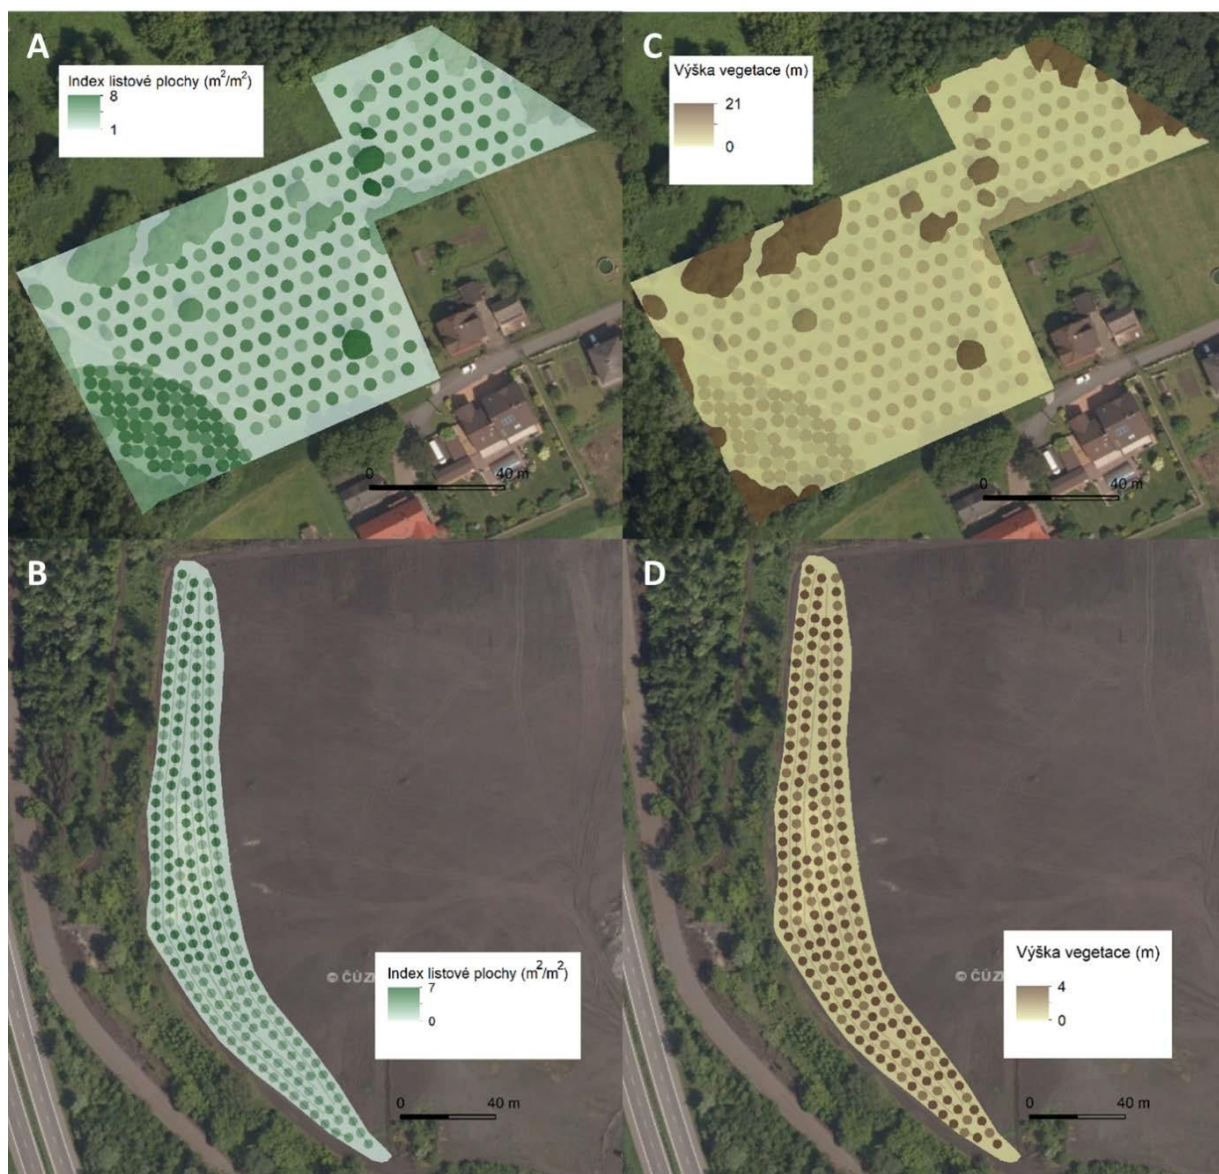 A
Index listové plochy (m²/m²)
8
1
0 40 m
C
Výška vegetace (m)
21
0
0 40 m
B
© ČÚZ
Index listové plochy (m²/m²)
7
0
0 40 m
D
© ČÚZ
Výška vegetace (m)
4
0
0 40 m